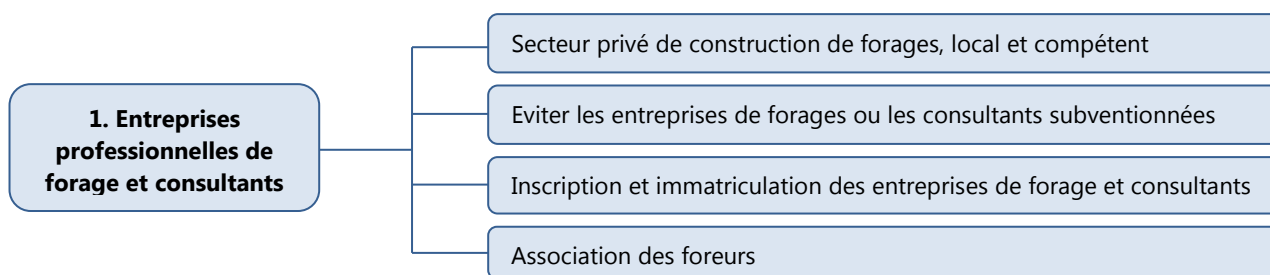 1. Entreprises
professionnelles de
forage et consultants
Secteur privé de construction de forages, local et compétent
Eviter les entreprises de forages ou les consultants subventionnées
Inscription et immatriculation des entreprises de forage et consultants
Association des foreurs